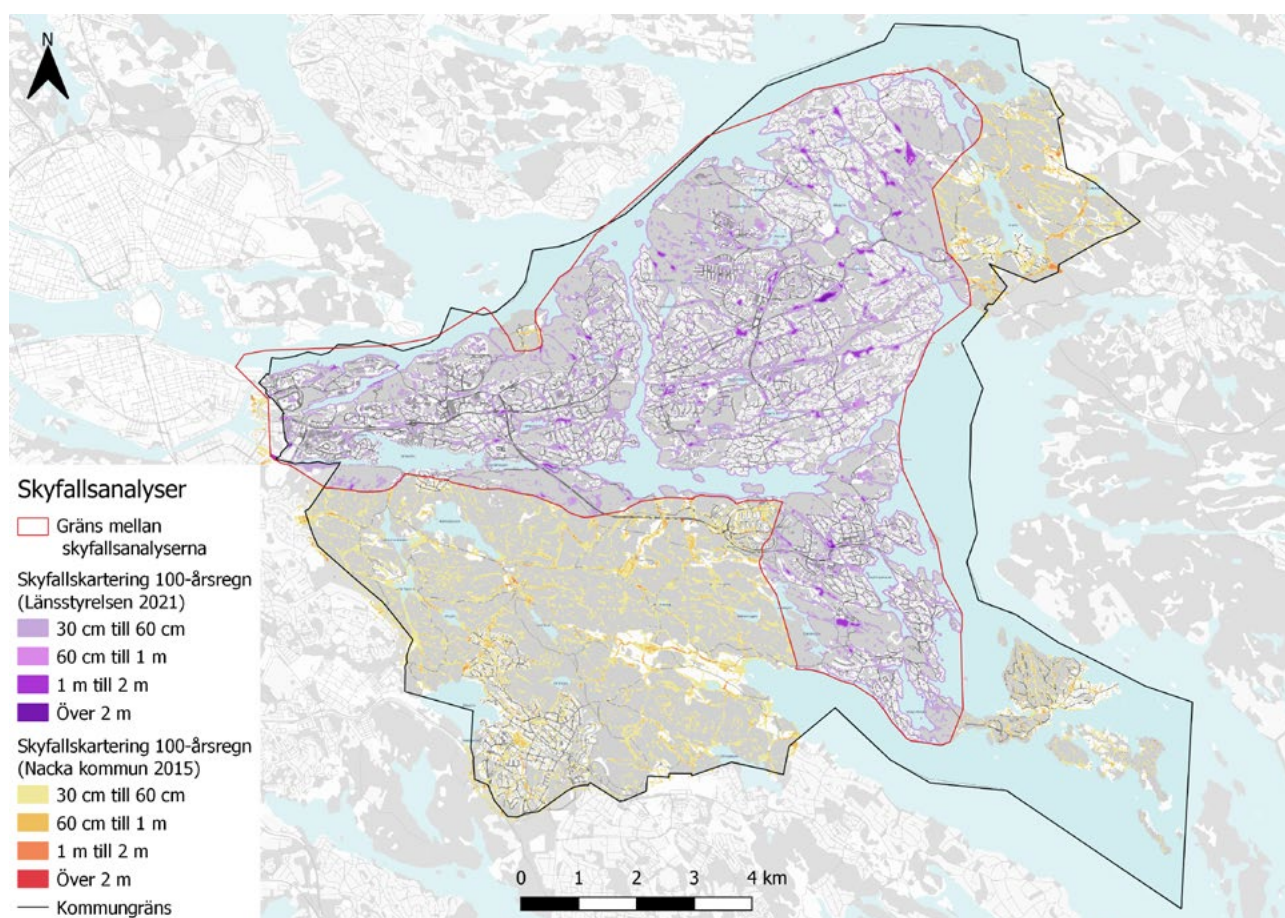 N
Skyfallsanalyser
Gräns mellan
skyfallsanalyserna
Skyfallskartering 100-årsregn
(Länsstyrelsen 2021)
30 cm till 60 cm
60 cm till 1 m
1 m till 2 m
Över 2 m
Skyfallskartering 100-årsregn
(Nacka kommun 2015)
30 cm till 60 cm
60 cm till 1 m
1 m till 2 m
Över 2 m
Kommungräns
0 1 2 3 4 km